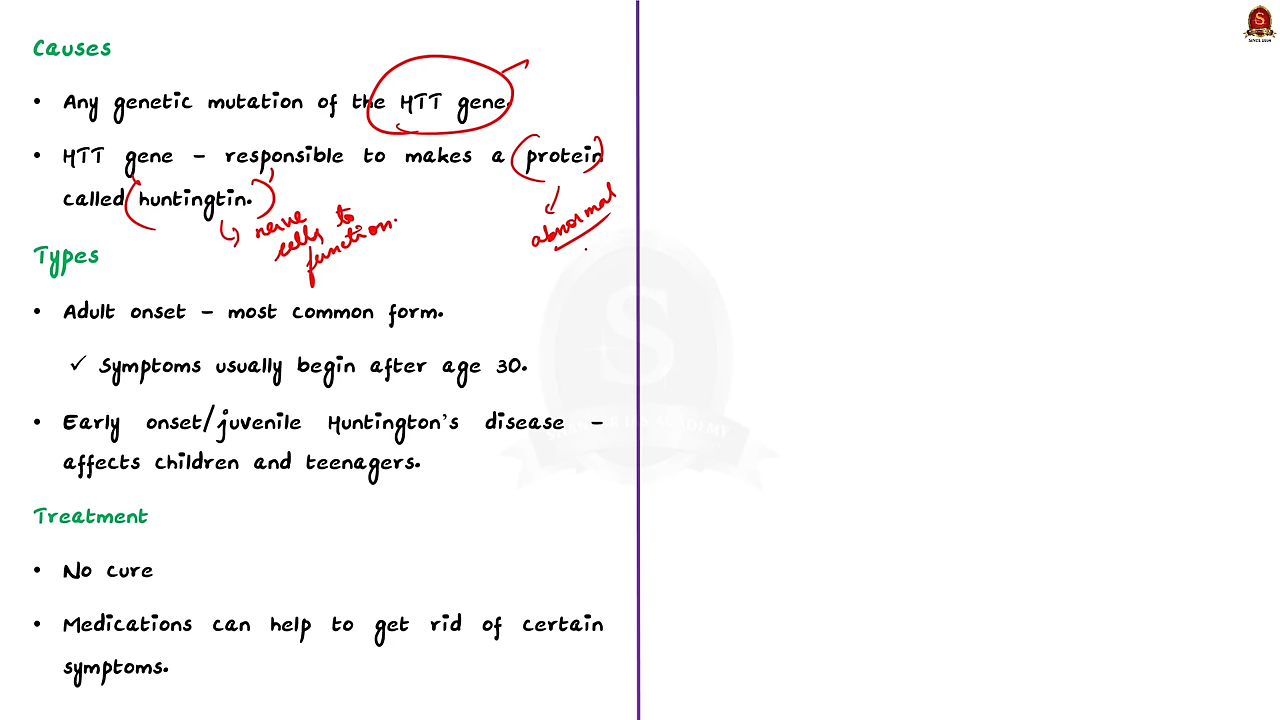 Causes
• Any genetic mutation of the HTT gene.
• HTT gene – responsible to makes a protein
called huntingtin.
nerve
cells to
function.
abnormal
Types
• Adult onset – most common form.
✓ Symptoms usually begin after age 30.
• Early onset/juvenile Huntington's disease –
affects children and teenagers.
Treatment
• No cure
• Medications can help to get rid of certain
symptoms.
S
SINCE 2004